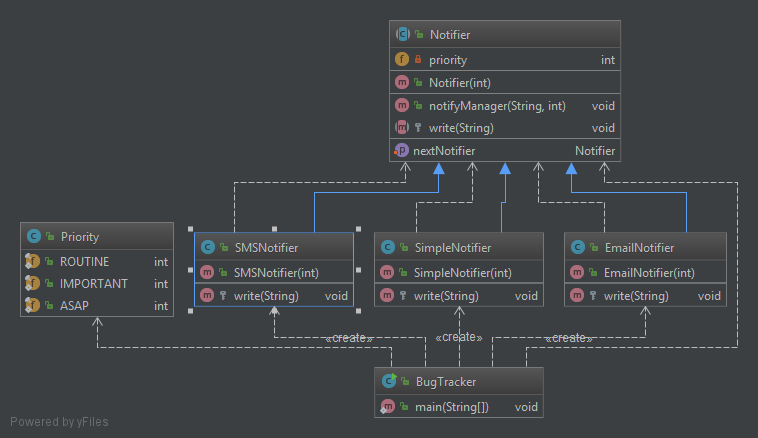 Notifier
priority int
Notifier(int)
notifyManager(String, int) void
write(String) void
nextNotifier Notifier
Priority
ROUTINE int
IMPORTANT int
ASAP int
SMSNotifier
SMSNotifier(int)
write(String) void
SimpleNotifier
SimpleNotifier(int)
write(String) void
EmailNotifier
EmailNotifier(int)
write(String) void
«create» «create» «create»
BugTracker
main(String[]) void
Powered by yFiles